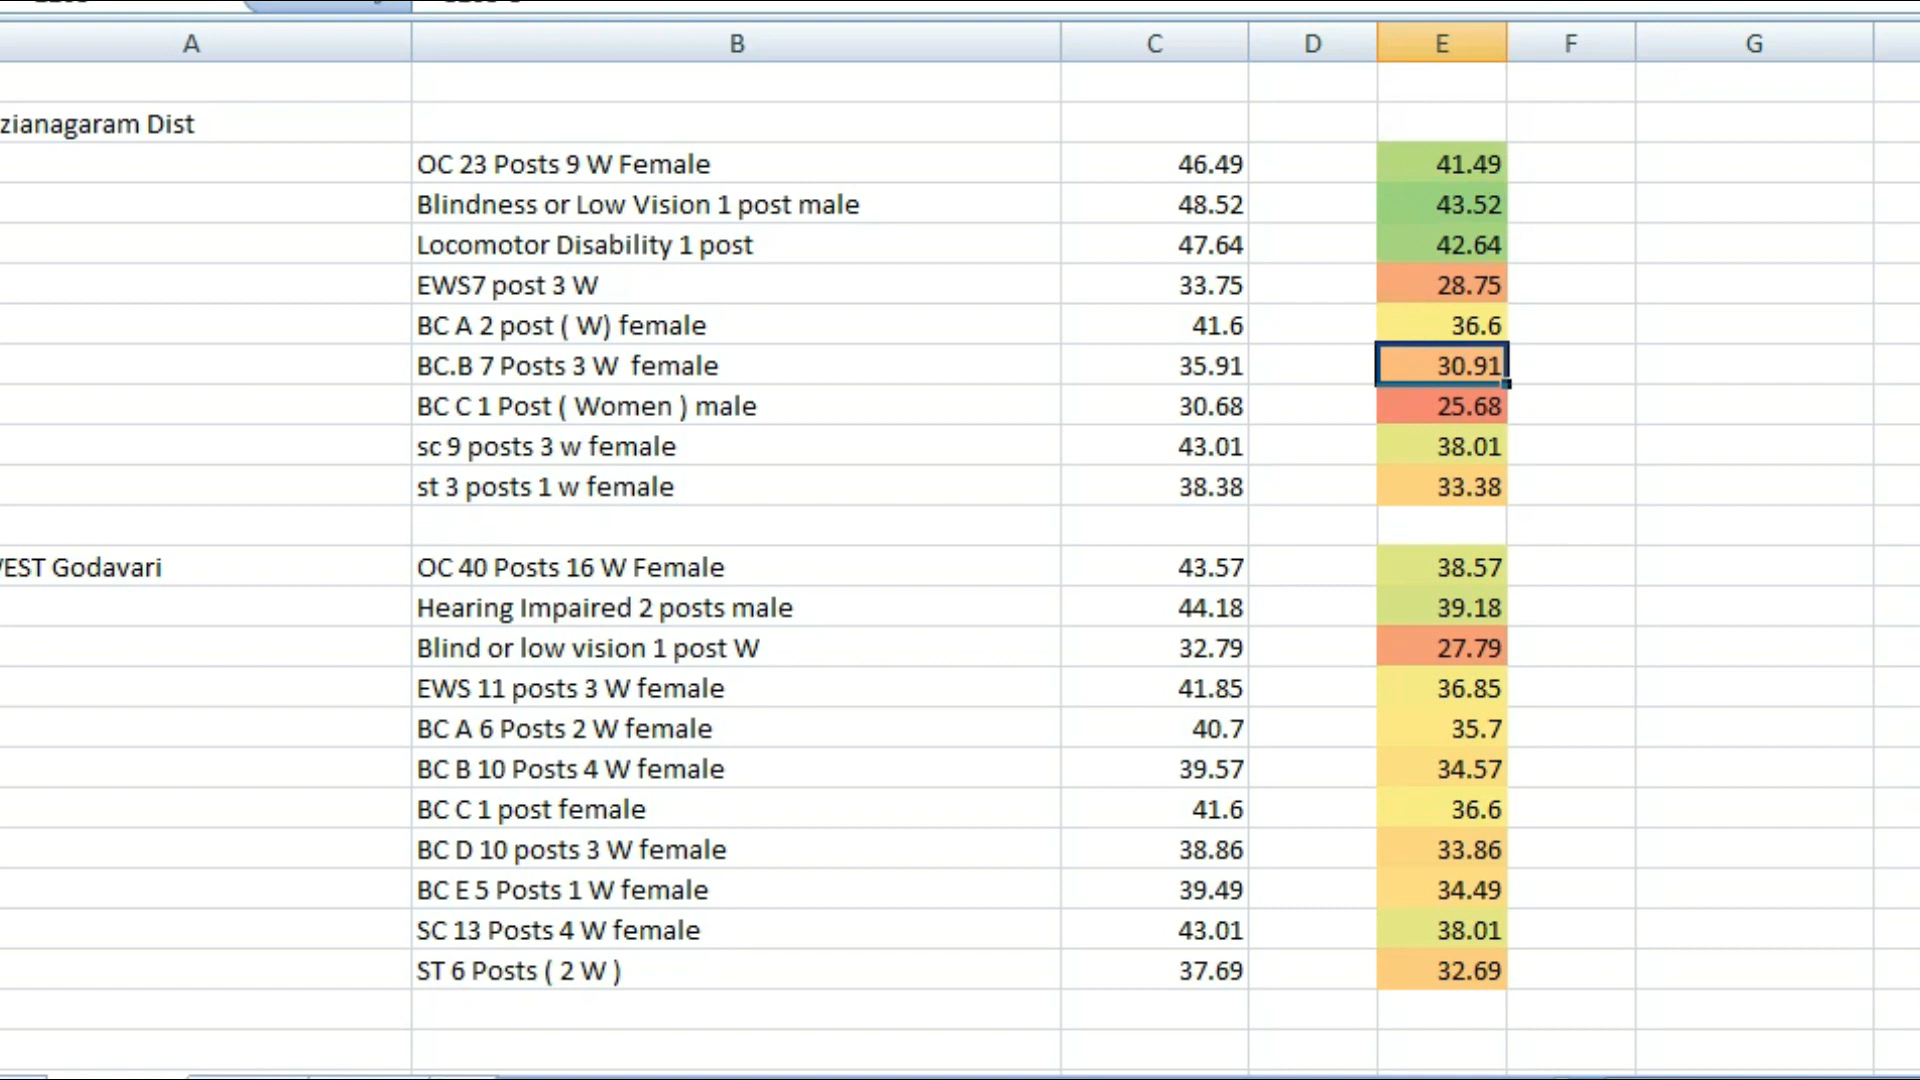 A B C D E F G
zianagaram Dist
OC 23 Posts 9 W Female 46.49 41.49
Blindness or Low Vision 1 post male 48.52 43.52
Locomotor Disability 1 post 47.64 42.64
EWS7 post 3 W 33.75 28.75
BC A 2 post ( W) female 41.6 36.6
BC.B 7 Posts 3 W  female 35.91 30.91
BC C 1 Post ( Women ) male 30.68 25.68
sc 9 posts 3 w female 43.01 38.01
st 3 posts 1 w female 38.38 33.38
EST Godavari OC 40 Posts 16 W Female 43.57 38.57
Hearing Impaired 2 posts male 44.18 39.18
Blind or low vision 1 post W 32.79 27.79
EWS 11 posts 3 W female 41.85 36.85
BC A 6 Posts 2 W female 40.7 35.7
BC B 10 Posts 4 W female 39.57 34.57
BC C 1 post female 41.6 36.6
BC D 10 posts 3 W female 38.86 33.86
BC E 5 Posts 1 W female 39.49 34.49
SC 13 Posts 4 W female 43.01 38.01
ST 6 Posts ( 2 W ) 37.69 32.69